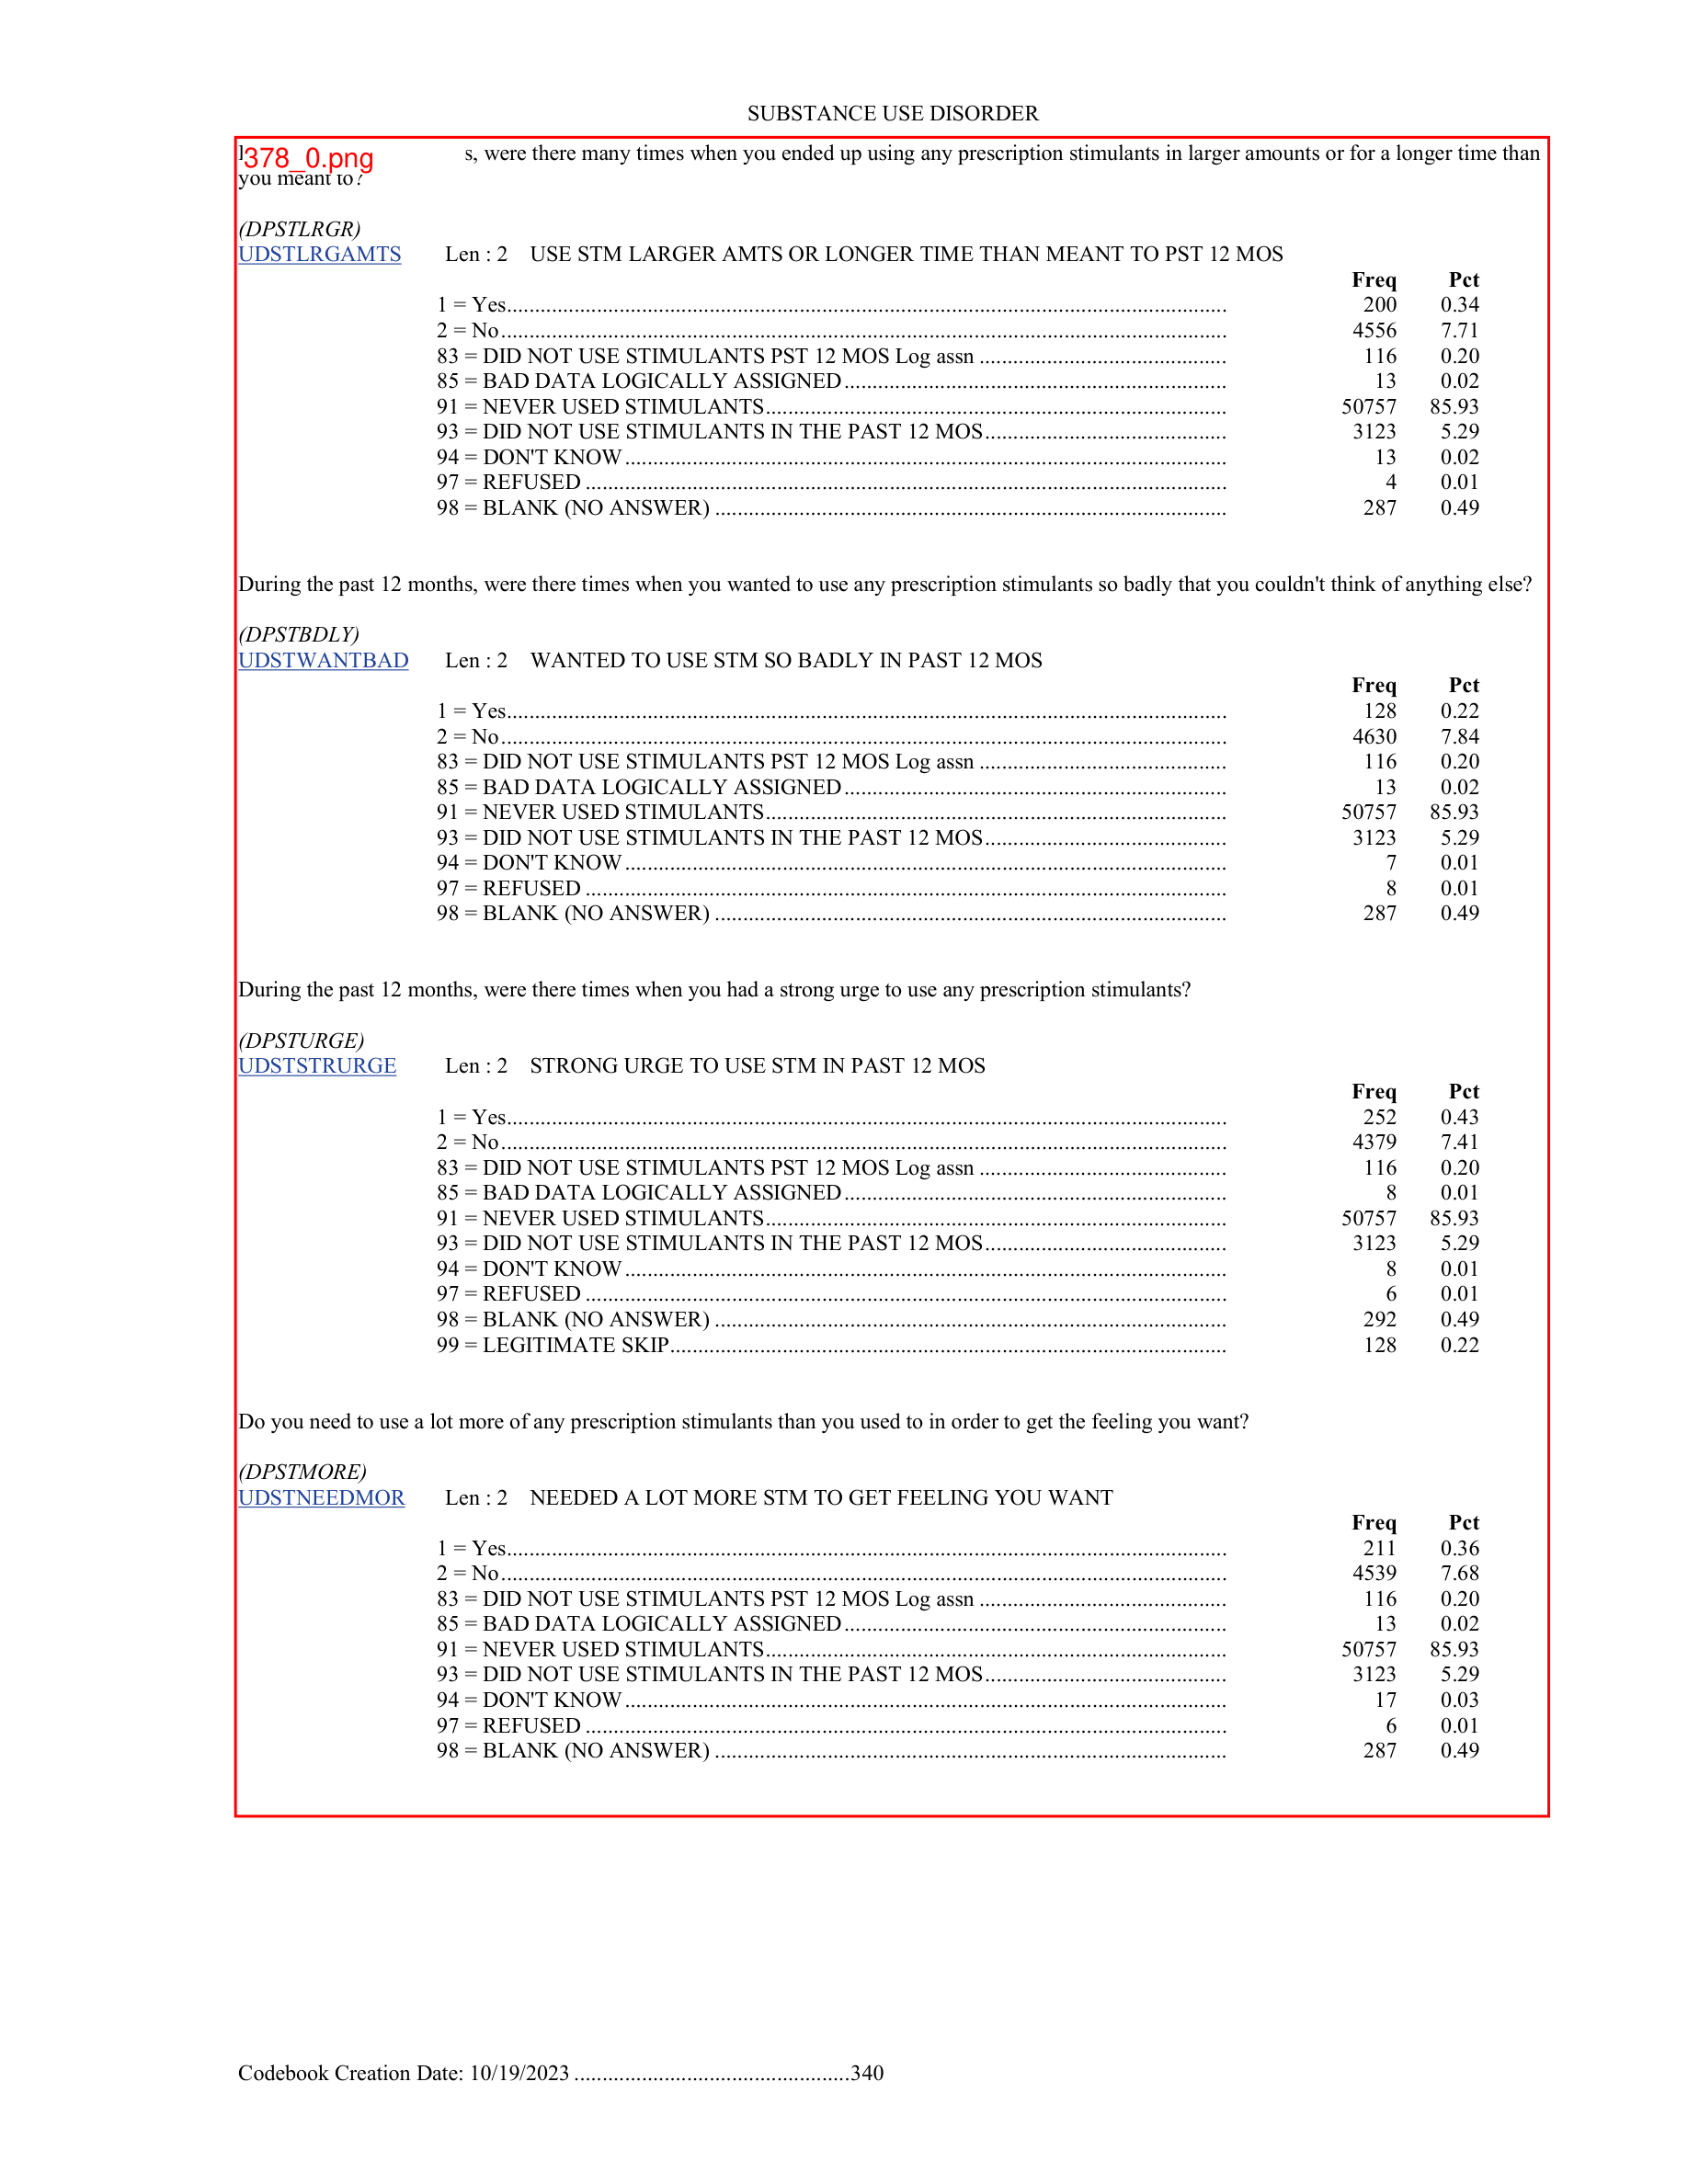 SUBSTANCE USE DISORDER
378_0.png s, were there many times when you ended up using any prescription stimulants in larger amounts or for a longer time than
you meant to?
(DPSTLRGR)
UDSTLRGAMTS Len : 2 USE STM LARGER AMTS OR LONGER TIME THAN MEANT TO PST 12 MOS
Freq Pct
1 = Yes 200 0.34
2 = No 4556 7.71
83 = DID NOT USE STIMULANTS PST 12 MOS Log assn 116 0.20
85 = BAD DATA LOGICALLY ASSIGNED 13 0.02
91 = NEVER USED STIMULANTS 50757 85.93
93 = DID NOT USE STIMULANTS IN THE PAST 12 MOS 3123 5.29
94 = DON'T KNOW 13 0.02
97 = REFUSED 4 0.01
98 = BLANK (NO ANSWER) 287 0.49
During the past 12 months, were there times when you wanted to use any prescription stimulants so badly that you couldn't think of anything else?
(DPSTBDLY)
UDSTWANTBAD Len : 2 WANTED TO USE STM SO BADLY IN PAST 12 MOS
Freq Pct
1 = Yes 128 0.22
2 = No 4630 7.84
83 = DID NOT USE STIMULANTS PST 12 MOS Log assn 116 0.20
85 = BAD DATA LOGICALLY ASSIGNED 13 0.02
91 = NEVER USED STIMULANTS 50757 85.93
93 = DID NOT USE STIMULANTS IN THE PAST 12 MOS 3123 5.29
94 = DON'T KNOW 7 0.01
97 = REFUSED 8 0.01
98 = BLANK (NO ANSWER) 287 0.49
During the past 12 months, were there times when you had a strong urge to use any prescription stimulants?
(DPSTURGE)
UDSTSTRURGE Len : 2 STRONG URGE TO USE STM IN PAST 12 MOS
Freq Pct
1 = Yes 252 0.43
2 = No 4379 7.41
83 = DID NOT USE STIMULANTS PST 12 MOS Log assn 116 0.20
85 = BAD DATA LOGICALLY ASSIGNED 8 0.01
91 = NEVER USED STIMULANTS 50757 85.93
93 = DID NOT USE STIMULANTS IN THE PAST 12 MOS 3123 5.29
94 = DON'T KNOW 8 0.01
97 = REFUSED 6 0.01
98 = BLANK (NO ANSWER) 292 0.49
99 = LEGITIMATE SKIP 128 0.22
Do you need to use a lot more of any prescription stimulants than you used to in order to get the feeling you want?
(DPSTMORE)
UDSTNEEDMOR Len : 2 NEEDED A LOT MORE STM TO GET FEELING YOU WANT
Freq Pct
1 = Yes 211 0.36
2 = No 4539 7.68
83 = DID NOT USE STIMULANTS PST 12 MOS Log assn 116 0.20
85 = BAD DATA LOGICALLY ASSIGNED 13 0.02
91 = NEVER USED STIMULANTS 50757 85.93
93 = DID NOT USE STIMULANTS IN THE PAST 12 MOS 3123 5.29
94 = DON'T KNOW 17 0.03
97 = REFUSED 6 0.01
98 = BLANK (NO ANSWER) 287 0.49
Codebook Creation Date: 10/19/2023 340